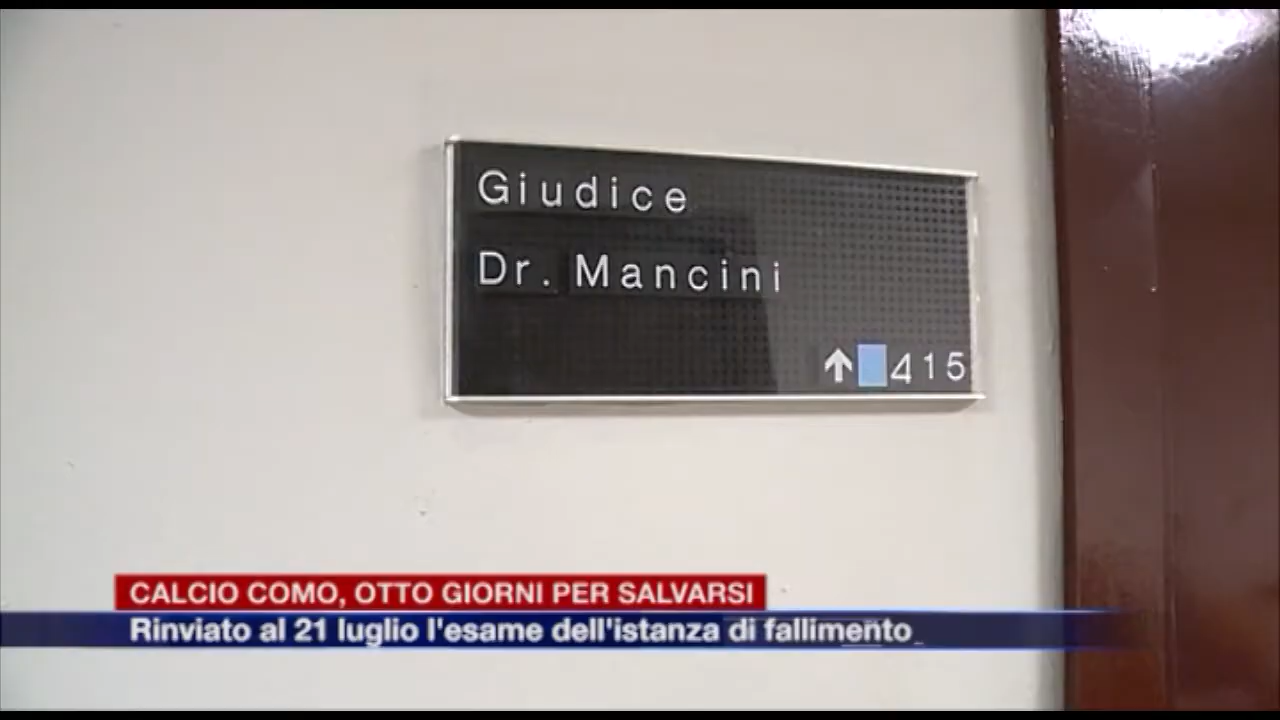 Giudice
Dr. Mancini
↑ 415
CALCIO COMO, OTTO GIORNI PER SALVARSI
Rinviato al 21 luglio l'esame dell'istanza di fallimento